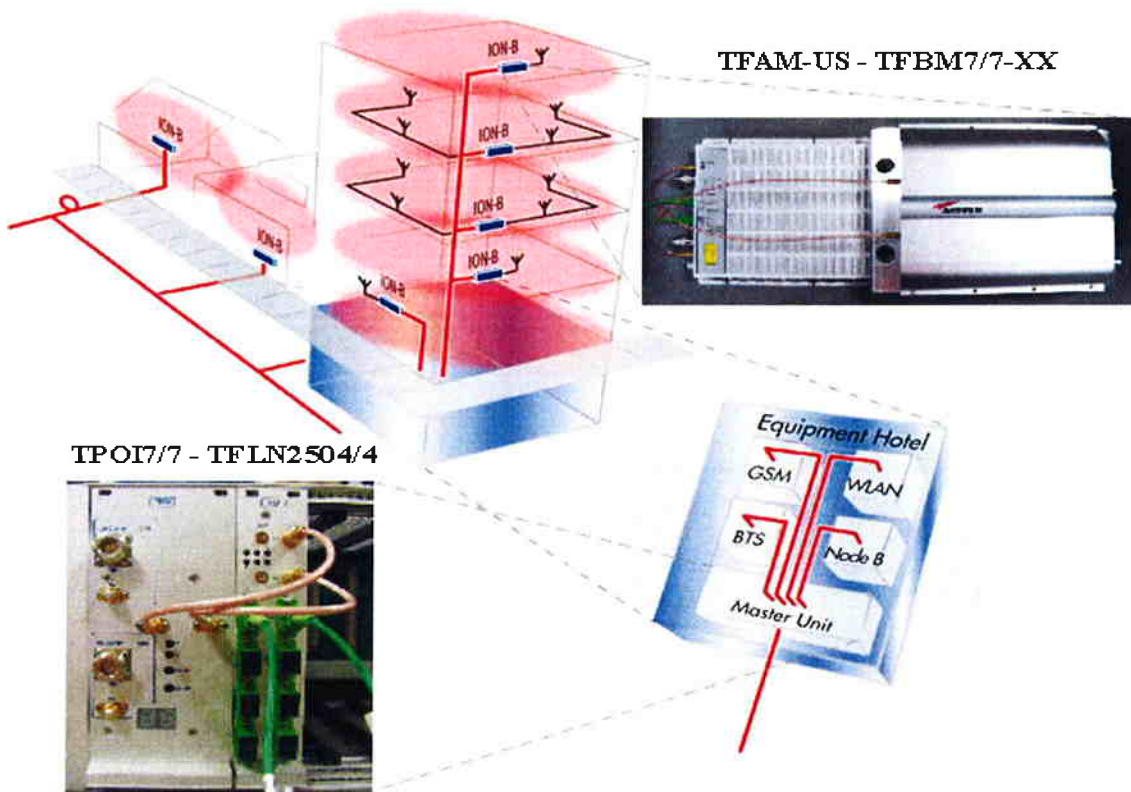 ION-B
TFAM-US - TFBM7/7-XX
ION-B
ION-B
ION-B
ION-B
ION-B
ION-B
TPOI7/7 - TFLN2504/4
Equipment Hotel
GSM
WLAN
BTS
Node B
Master Unit